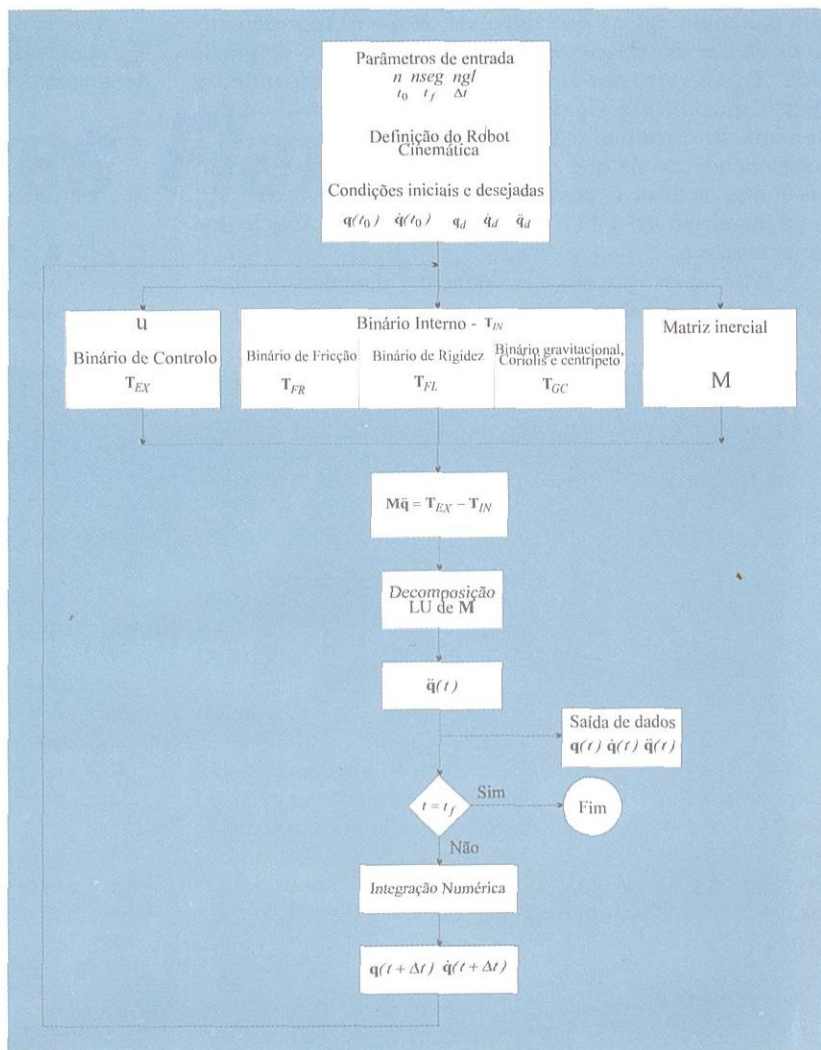 Parâmetros de entrada
n nseg ngl
t₀ t_f Δt
Definição do Robot
Cinemática
Condições iniciais e desejadas
q(t₀) q̇(t₀) q_d q̇_d q̈_d
u
Binário de Controlo
T_EX
Binário Interno - T_IN
Binário de Fricção
T_FR
Binário de Rigidez
T_FL
Binário gravitacional,
Coriolis e centrípeto
T_GC
Matriz inercial
M
Mq̈ = T_EX − T_IN
Decomposição
LU de M
q̈(t)
Saída de dados
q(t) q̇(t) q̈(t)
t = t_f
Sim
Fim
Não
Integração Numérica
q(t + Δt) q̇(t + Δt)